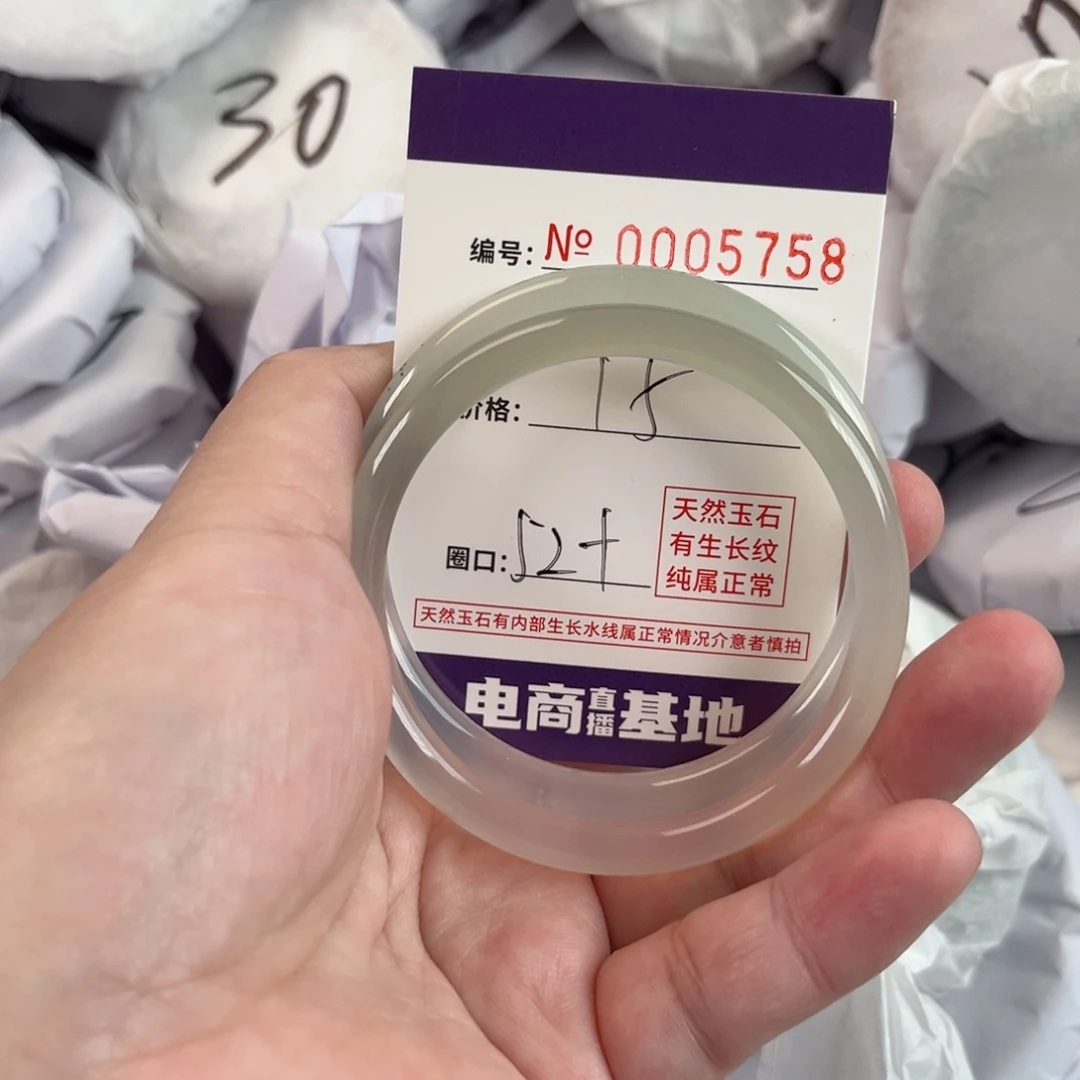 30
编号: № 0005758
价格: 18
圈口: 52+
天然玉石
有生长纹
纯属正常
天然玉石有内部生长水线属正常情况介意者慎拍
电商直播基地